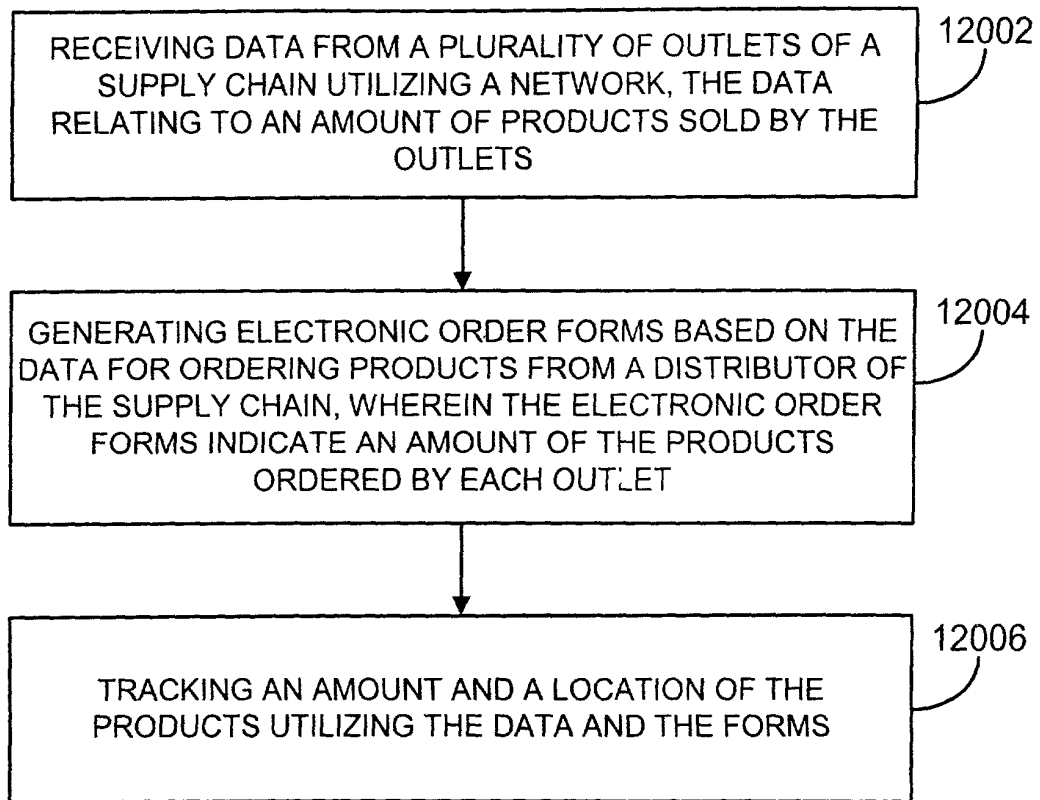 RECEIVING DATA FROM A PLURALITY OF OUTLETS OF A
SUPPLY CHAIN UTILIZING A NETWORK, THE DATA
RELATING TO AN AMOUNT OF PRODUCTS SOLD BY THE
OUTLETS
12002
GENERATING ELECTRONIC ORDER FORMS BASED ON THE
DATA FOR ORDERING PRODUCTS FROM A DISTRIBUTOR OF
THE SUPPLY CHAIN, WHEREIN THE ELECTRONIC ORDER
FORMS INDICATE AN AMOUNT OF THE PRODUCTS
ORDERED BY EACH OUTLET
12004
TRACKING AN AMOUNT AND A LOCATION OF THE
PRODUCTS UTILIZING THE DATA AND THE FORMS
12006